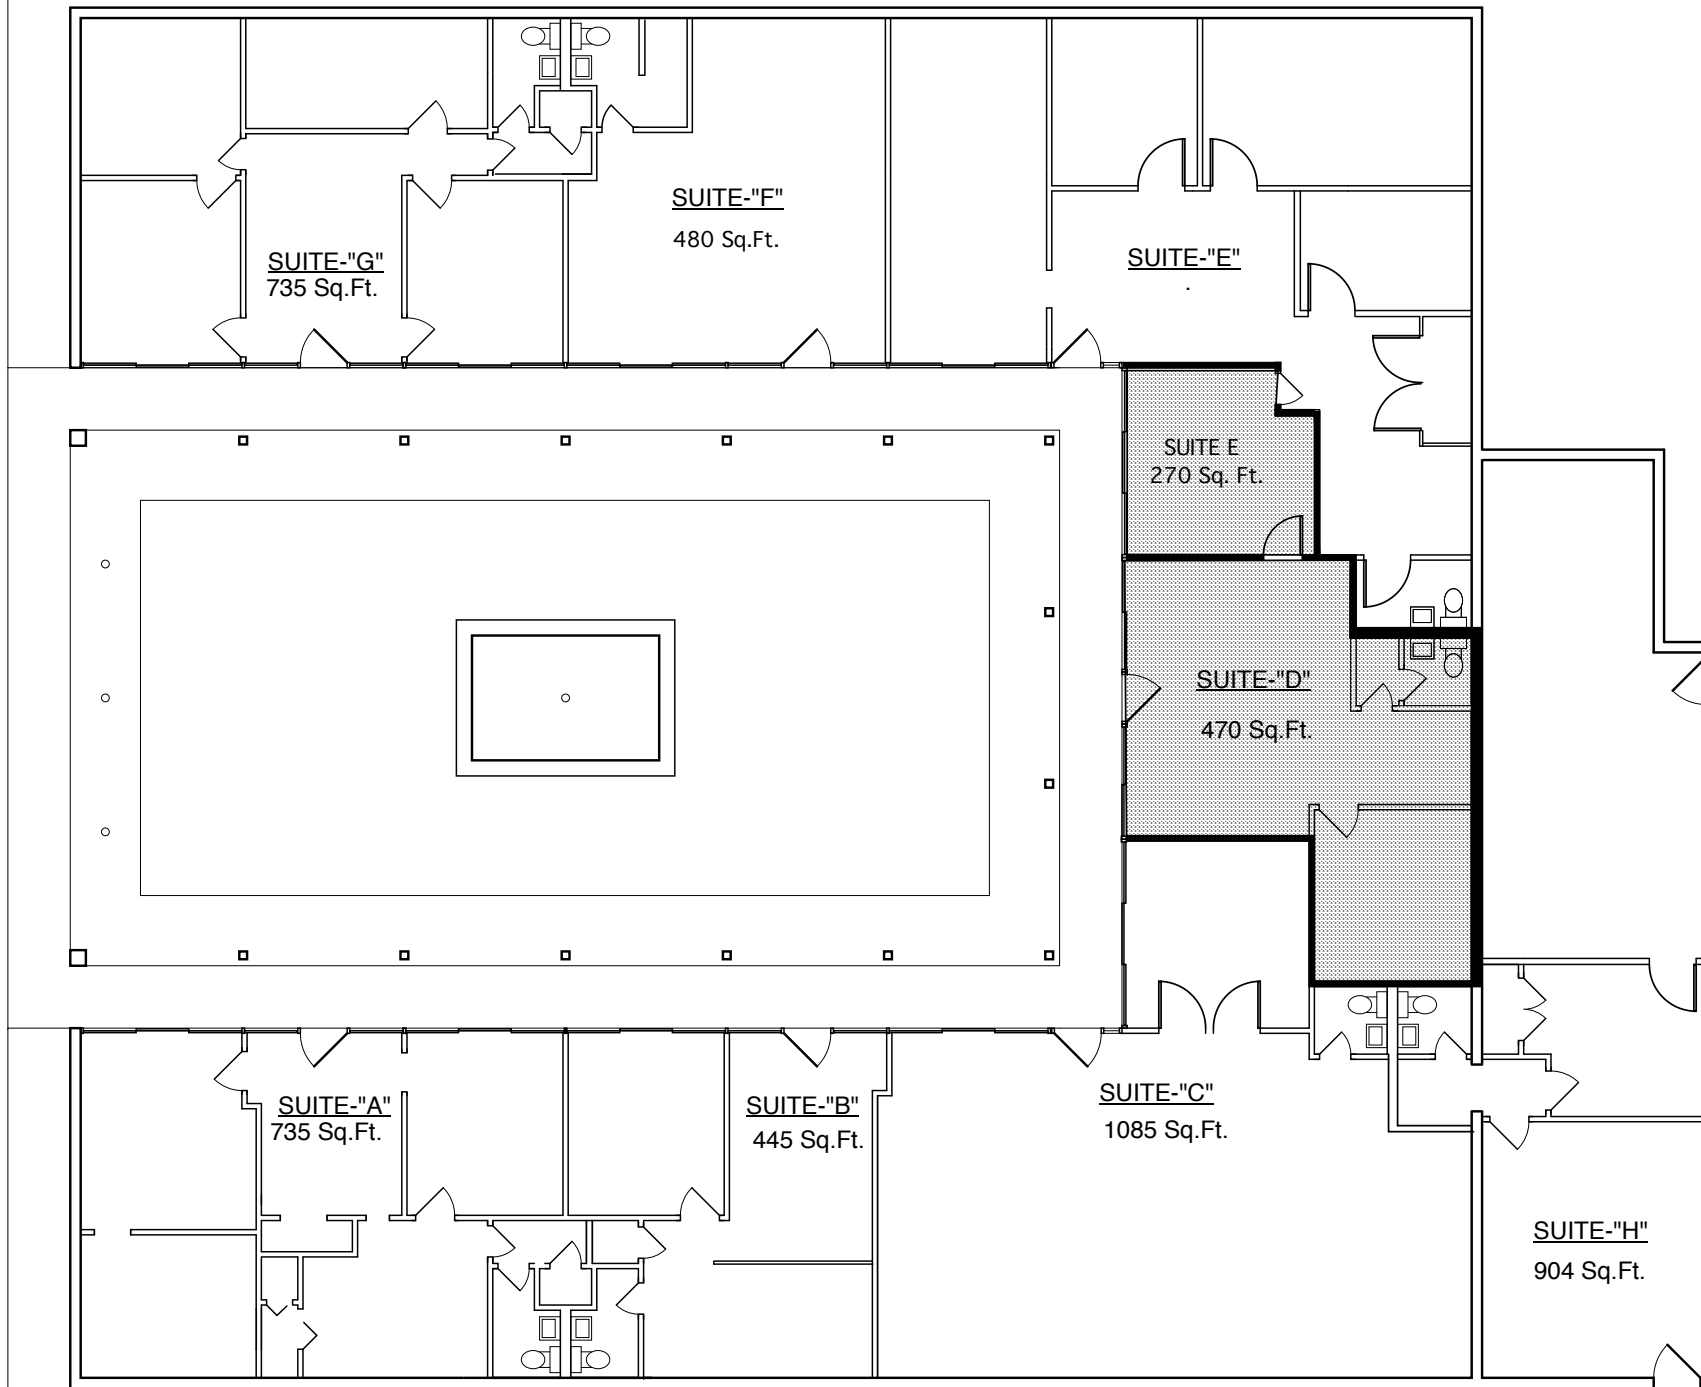 SUITE-"F"
480 Sq.Ft.
SUITE-"G"
735 Sq.Ft.
SUITE-"E"
.
SUITE E
270 Sq. Ft.
SUITE-"D"
470 Sq.Ft.
SUITE-"A"
735 Sq.Ft.
SUITE-"B"
445 Sq.Ft.
SUITE-"C"
1085 Sq.Ft.
SUITE-"H"
904 Sq.Ft.